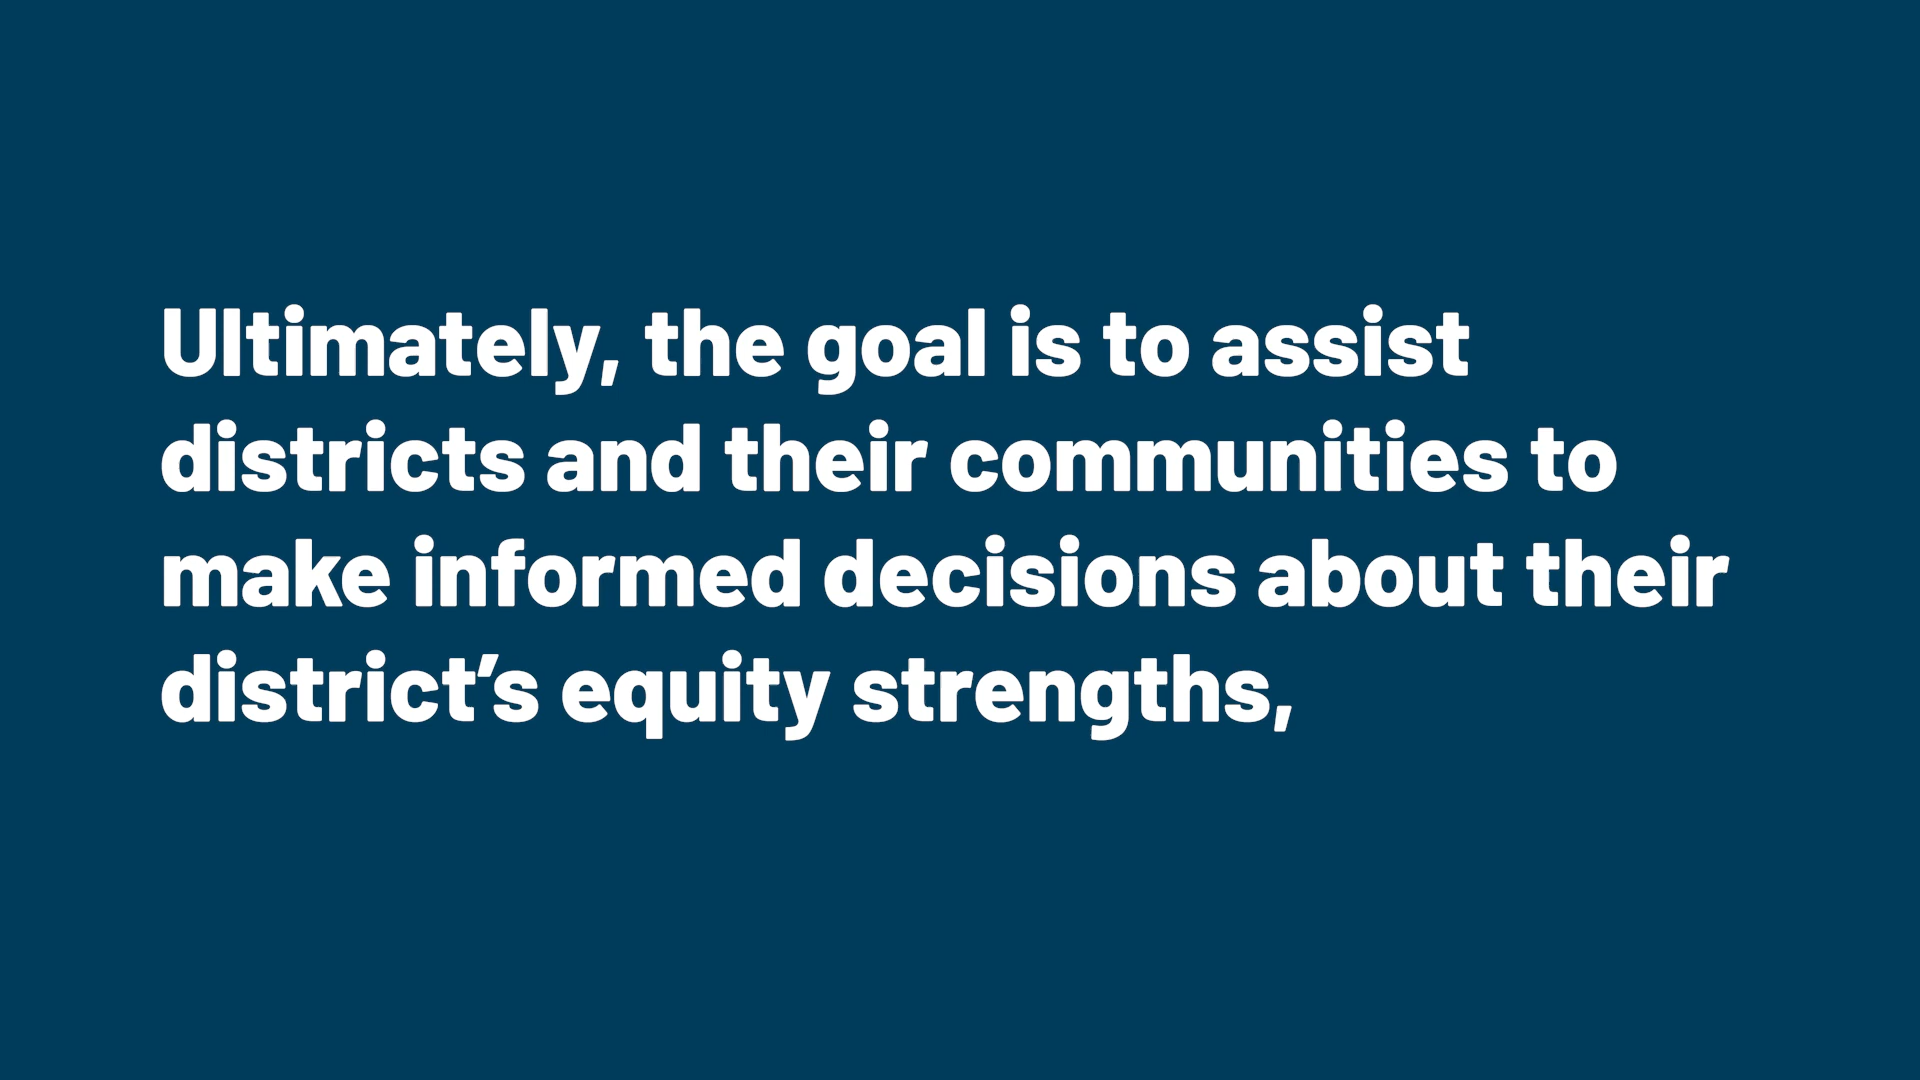 Ultimately, the goal is to assist
districts and their communities to
make informed decisions about their
district’s equity strengths,